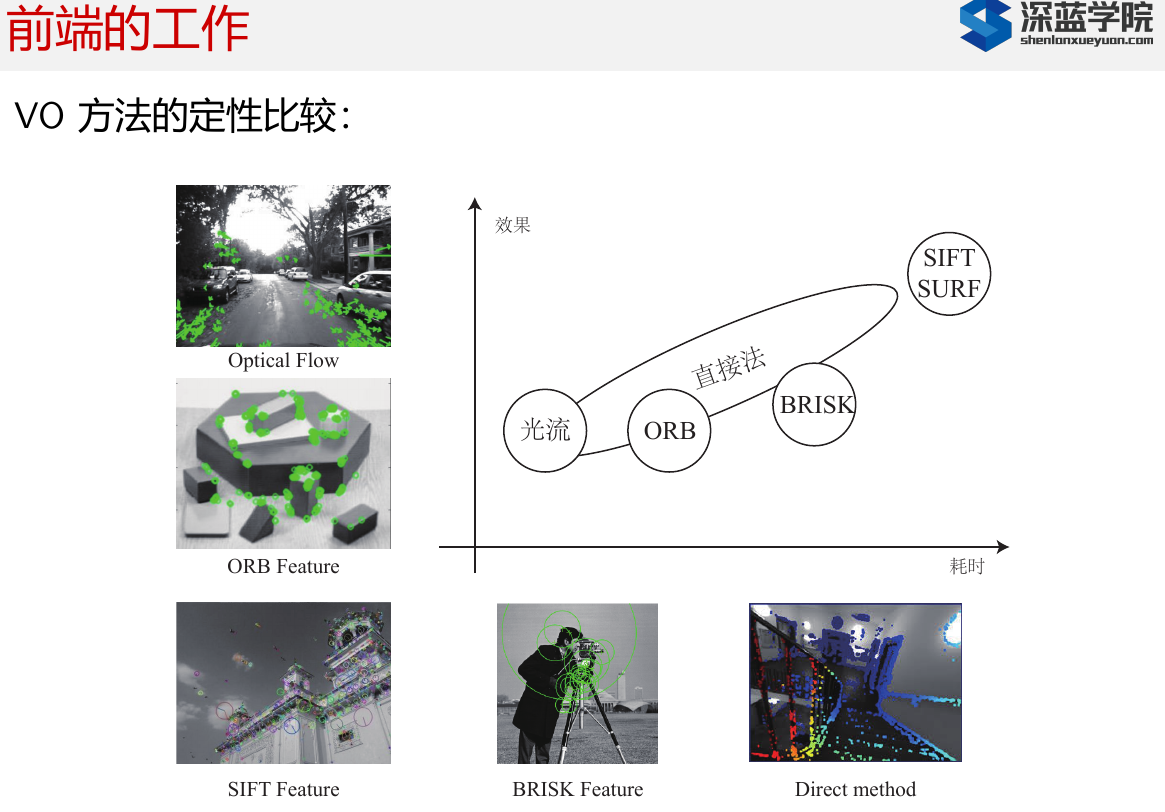 前端的工作
深蓝学院
shenlanxueyuan.com
VO 方法的定性比较：
Optical Flow
ORB Feature
效果
SIFT
SURF
直接法
BRISK
光流
ORB
耗时
SIFT Feature
BRISK Feature
Direct method